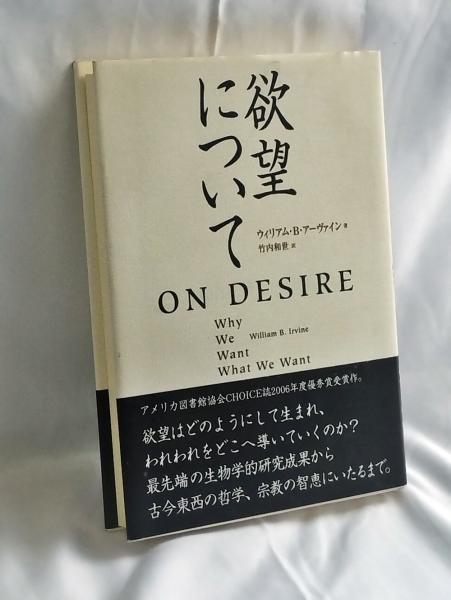 欲望
について
ウィリアム・B・アーヴァイン 著
竹内和世 訳
ON DESIRE
Why
We
Want
What We Want
William B. Irvine
アメリカ図書館協会CHOICE誌2006年度優秀賞受賞作。
欲望はどのようにして生まれ、
われわれをどこへ導いていくのか?
最先端の生物学的研究成果から
古今東西の哲学、宗教の智恵にいたるまで。